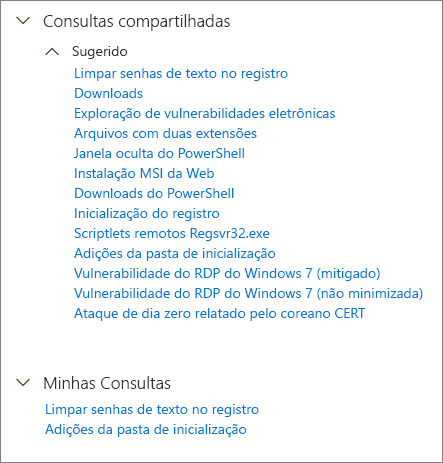 Consultas compartilhadas
Sugerido
Limpar senhas de texto no registro
Downloads
Exploração de vulnerabilidades eletrônicas
Arquivos com duas extensões
Janela oculta do PowerShell
Instalação MSI da Web
Downloads do PowerShell
Inicialização do registro
Scriptlets remotos Regsvr32.exe
Adições da pasta de inicialização
Vulnerabilidade do RDP do Windows 7 (mitigado)
Vulnerabilidade do RDP do Windows 7 (não minimizada)
Ataque de dia zero relatado pelo coreano CERT
Minhas Consultas
Limpar senhas de texto no registro
Adições da pasta de inicialização